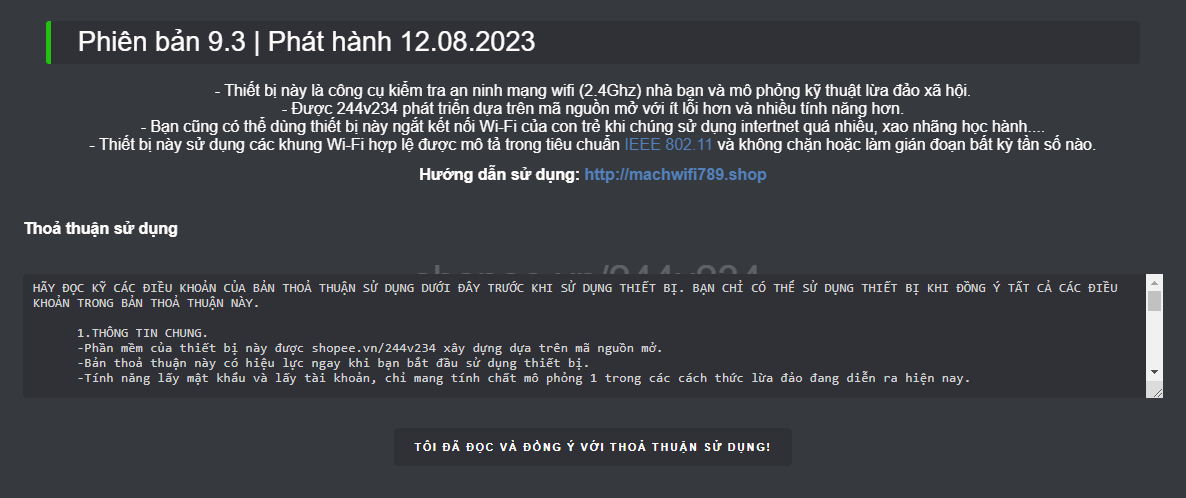 Phiên bản 9.3 | Phát hành 12.08.2023
- Thiết bị này là công cụ kiểm tra an ninh mạng wifi (2.4Ghz) nhà bạn và mô phỏng kỹ thuật lừa đảo xã hội.
- Được 244v234 phát triển dựa trên mã nguồn mở với ít lỗi hơn và nhiều tính năng hơn.
- Bạn cũng có thể dùng thiết bị này ngắt kết nối Wi-Fi của con trẻ khi chúng sử dụng intertnet quá nhiều, xao nhãng học hành....
- Thiết bị này sử dụng các khung Wi-Fi hợp lệ được mô tả trong tiêu chuẩn IEEE 802.11 và không chặn hoặc làm gián đoạn bất kỳ tần số nào.
Hướng dẫn sử dụng: http://machwifi789.shop
Thoả thuận sử dụng
shopee.vn/244v234
HÃY ĐỌC KỸ CÁC ĐIỀU KHOẢN CỦA BẢN THOẢ THUẬN SỬ DỤNG DƯỚI ĐÂY TRƯỚC KHI SỬ DỤNG THIẾT BỊ. BẠN CHỈ CÓ THỂ SỬ DỤNG THIẾT BỊ KHI ĐỒNG Ý TẤT CẢ CÁC ĐIỀU
KHOẢN TRONG BẢN THOẢ THUẬN NÀY.
1.THÔNG TIN CHUNG.
-Phần mềm của thiết bị này được shopee.vn/244v234 xây dựng dựa trên mã nguồn mở.
-Bản thoả thuận này có hiệu lực ngay khi bạn bắt đầu sử dụng thiết bị.
-Tính năng lấy mật khẩu và lấy tài khoản, chỉ mang tính chất mô phỏng 1 trong các cách thức lừa đảo đang diễn ra hiện nay.
TÔI ĐÃ ĐỌC VÀ ĐỒNG Ý VỚI THOẢ THUẬN SỬ DỤNG!